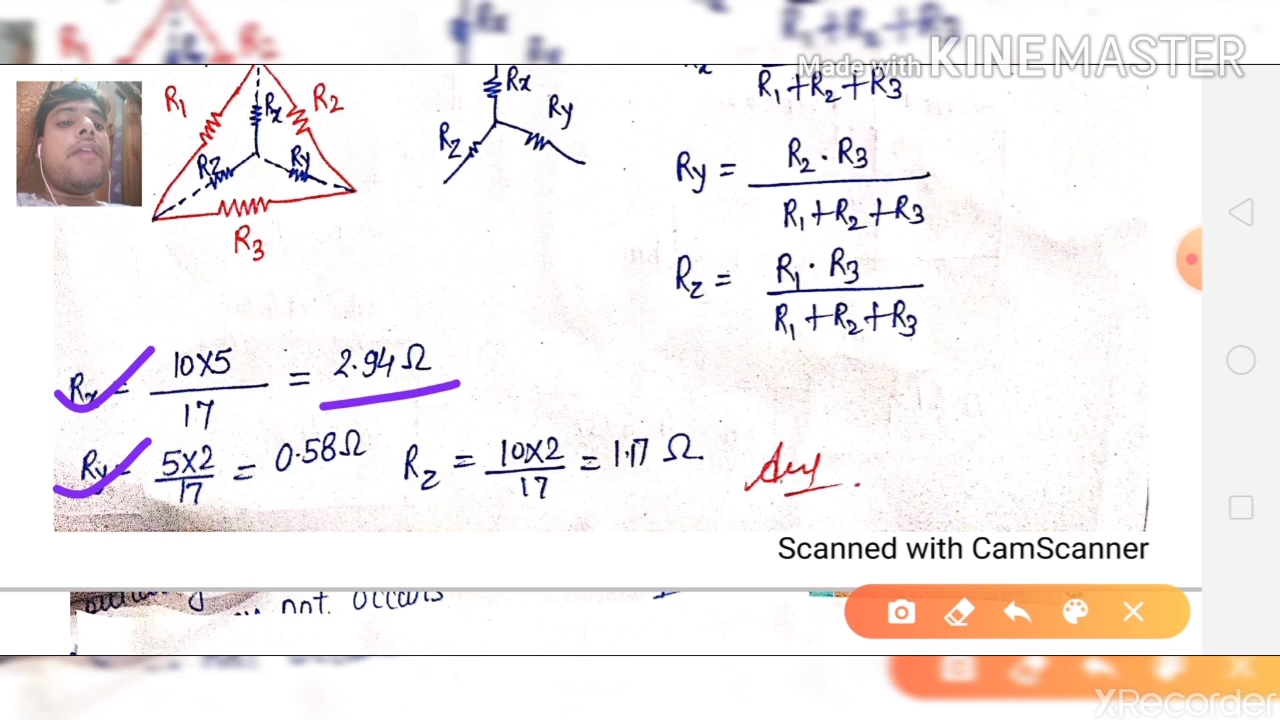 Made with KINEMASTER
R₁ R₂
Rx
Rz Ry
R₃
Rx
Ry
Rz
R₁+R₂+R₃
Ry = R₂ · R₃ / R₁+R₂+R₃
Rz = R₁ · R₃ / R₁+R₂+R₃
Rx = 10x5 / 17 = 2.94 Ω
Ry = 5x2 / 17 = 0.58 Ω Rz = 10x2 / 17 = 1.17 Ω Ans.
Scanned with CamScanner
not occurs
XRecorder